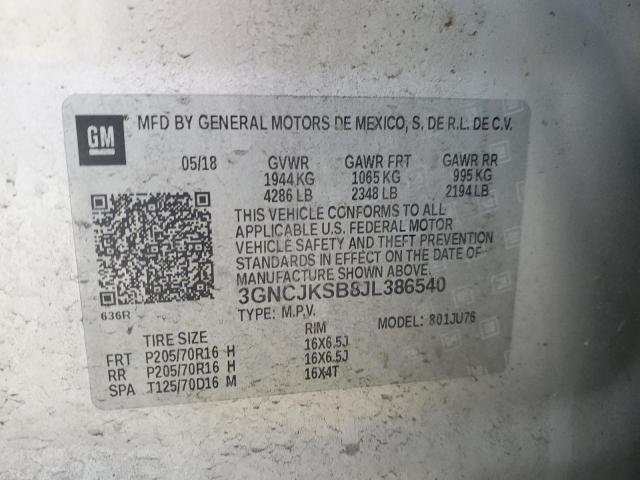 GM MFD BY GENERAL MOTORS DE MEXICO, S. DE R.L. DE C.V.
05/18 GVWR GAWR FRT GAWR RR
1944 KG 1065 KG 995 KG
4286 LB 2348 LB 2194 LB
THIS VEHICLE CONFORMS TO ALL
APPLICABLE U.S. FEDERAL MOTOR
VEHICLE SAFETY AND THEFT PREVENTION
STANDARDS IN EFFECT ON THE DATE OF
MANUFACTURE SHOWN ABOVE.
3GNCJKSB8JL386540
636R TYPE: M.P.V. MODEL: 801JU76
TIRE SIZE RIM
FRT P205/70R16 H 16X6.5J
RR P205/70R16 H 16X6.5J
SPA T125/70D16 M 16X4T